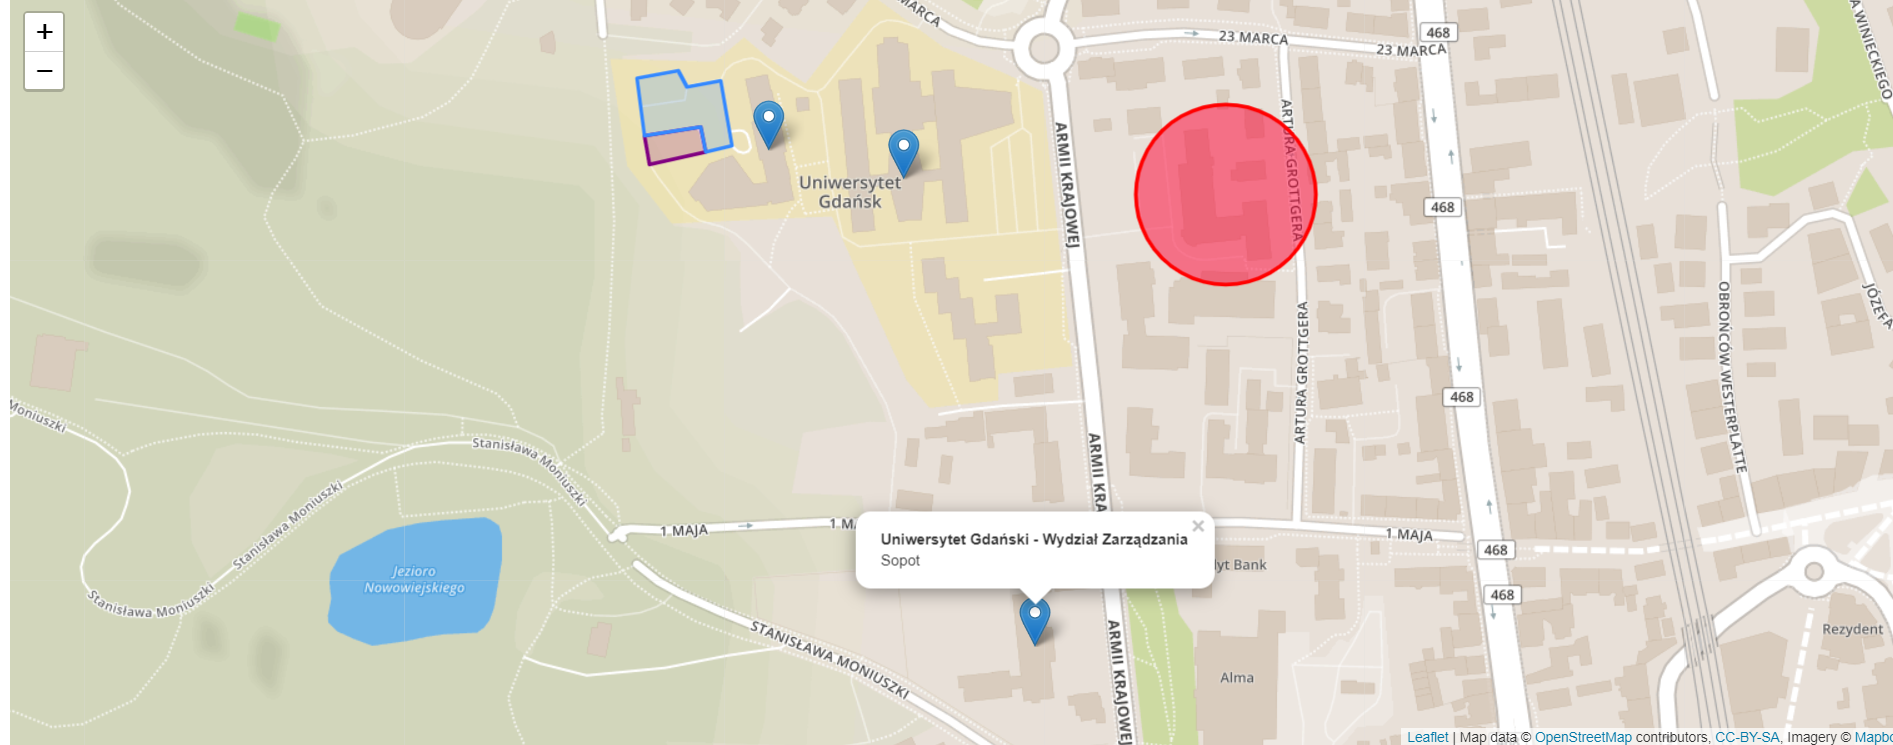 +
−
MARCA
23 MARCA
23 MARCA
468
A WINIECKIEGO
ARMII KRAJOWEJ
ARTURA GROTTGERA
Uniwersytet
Gdańsk
468
OBROŃCÓW WESTERPLATTE
JÓZEFA
ARTURA GROTTGERA
468
Moniuszki
Stanisława Moniuszki
Stanisława Moniuszki
Stanisława Moniuszki
ARMII KRA
1 MAJA
1 MA
1 MAJA
468
Uniwersytet Gdański - Wydział Zarządzania
×
Sopot
lyt Bank
Jezioro
Nowowiejskiego
468
STANISŁAWA MONIUSZKI
ARMII KRAJOWEJ
Rezydent
Alma
Leaflet | Map data © OpenStreetMap contributors, CC-BY-SA, Imagery © Mapbo